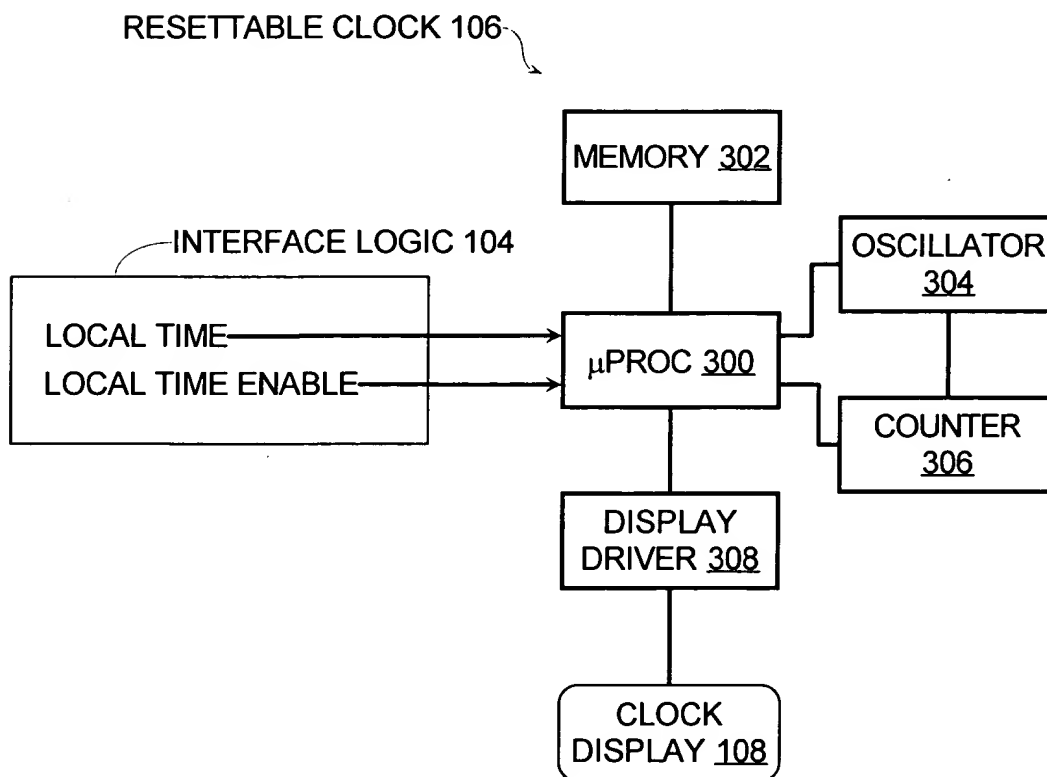 RESETTABLE CLOCK 106
MEMORY 302
INTERFACE LOGIC 104
OSCILLATOR
304
LOCAL TIME
LOCAL TIME ENABLE
μPROC 300
COUNTER
306
DISPLAY
DRIVER 308
CLOCK
DISPLAY 108